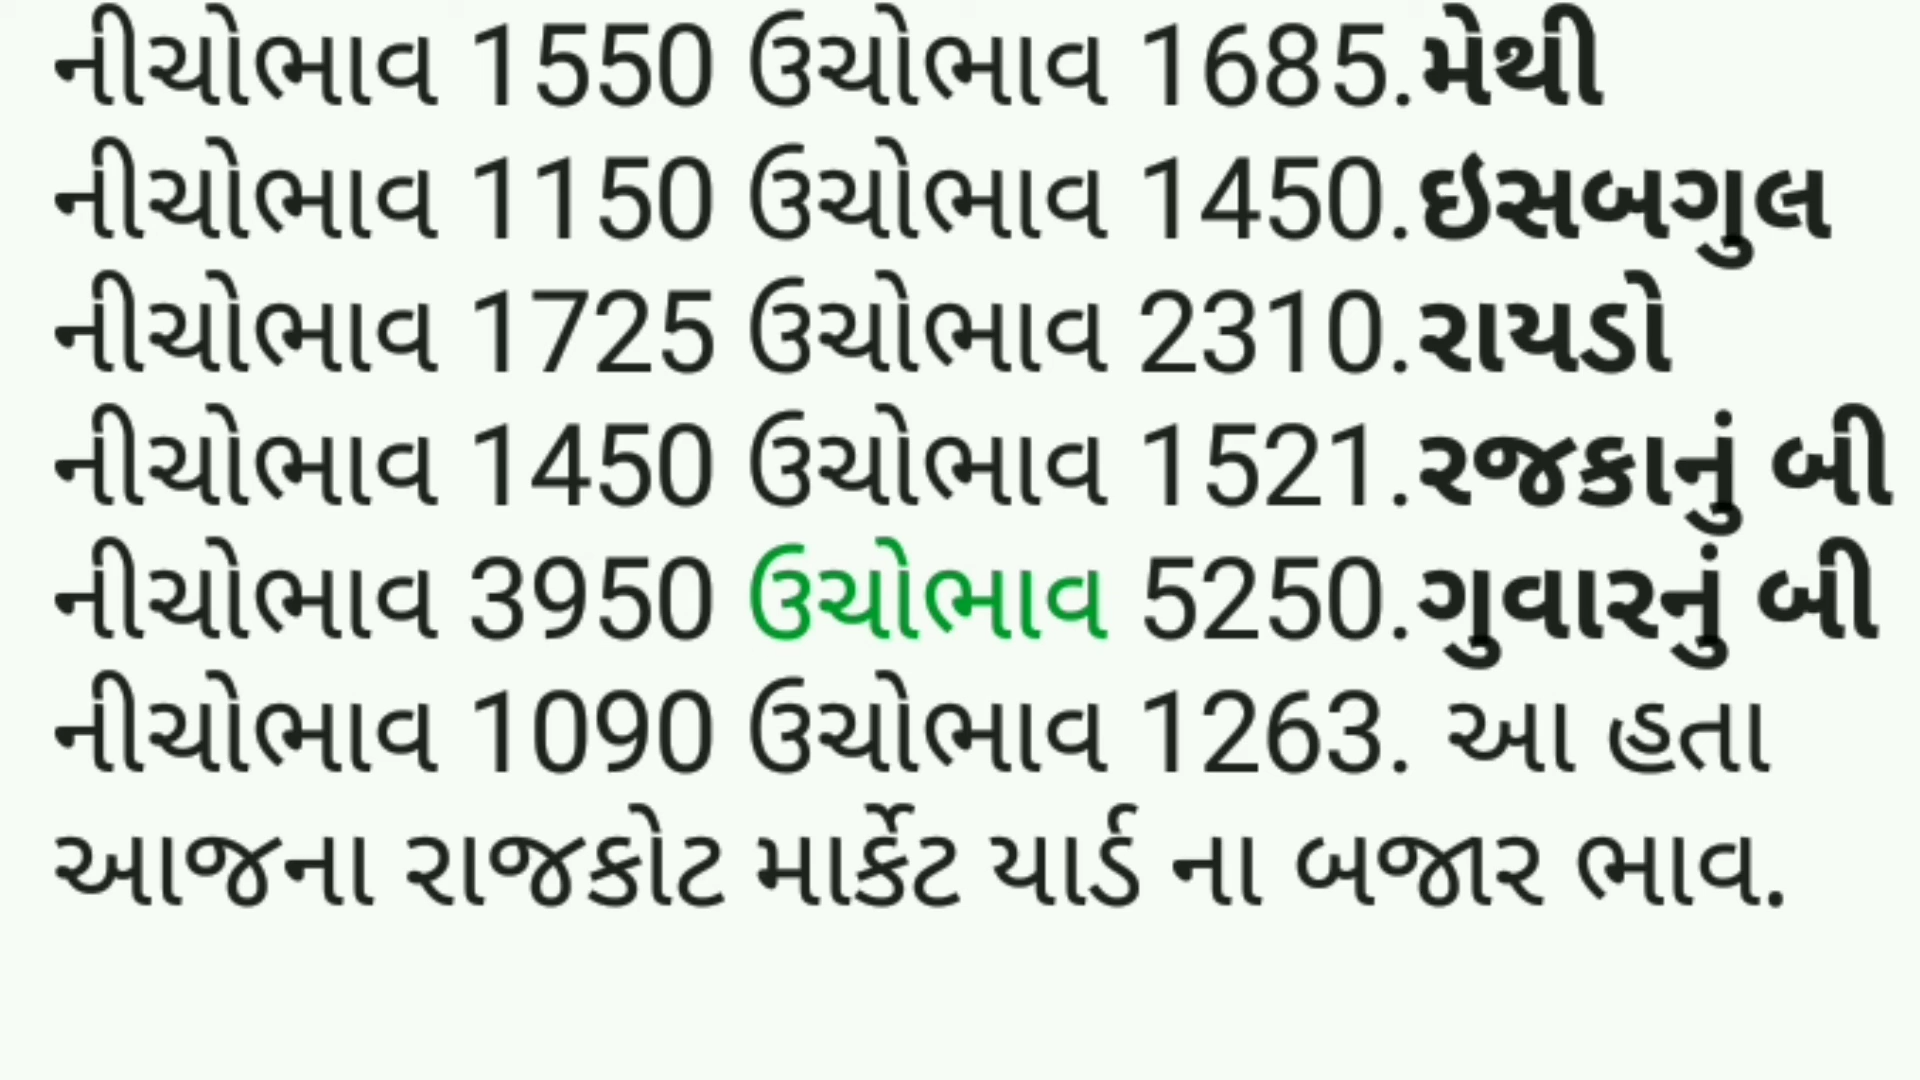 નીચોભાવ 1550 ઉચોભાવ 1685.મેથી
નીચોભાવ 1150 ઉચોભાવ 1450.ઇસબગુલ
નીચોભાવ 1725 ઉચોભાવ 2310.રાયડો
નીચોભાવ 1450 ઉચોભાવ 1521.રજકાનું બી
નીચોભાવ 3950 ઉચોભાવ 5250.ગુવારનું બી
નીચોભાવ 1090 ઉચોભાવ 1263. આ હતા
આજના રાજકોટ માર્કેટ યાર્ડ ના બજાર ભાવ.